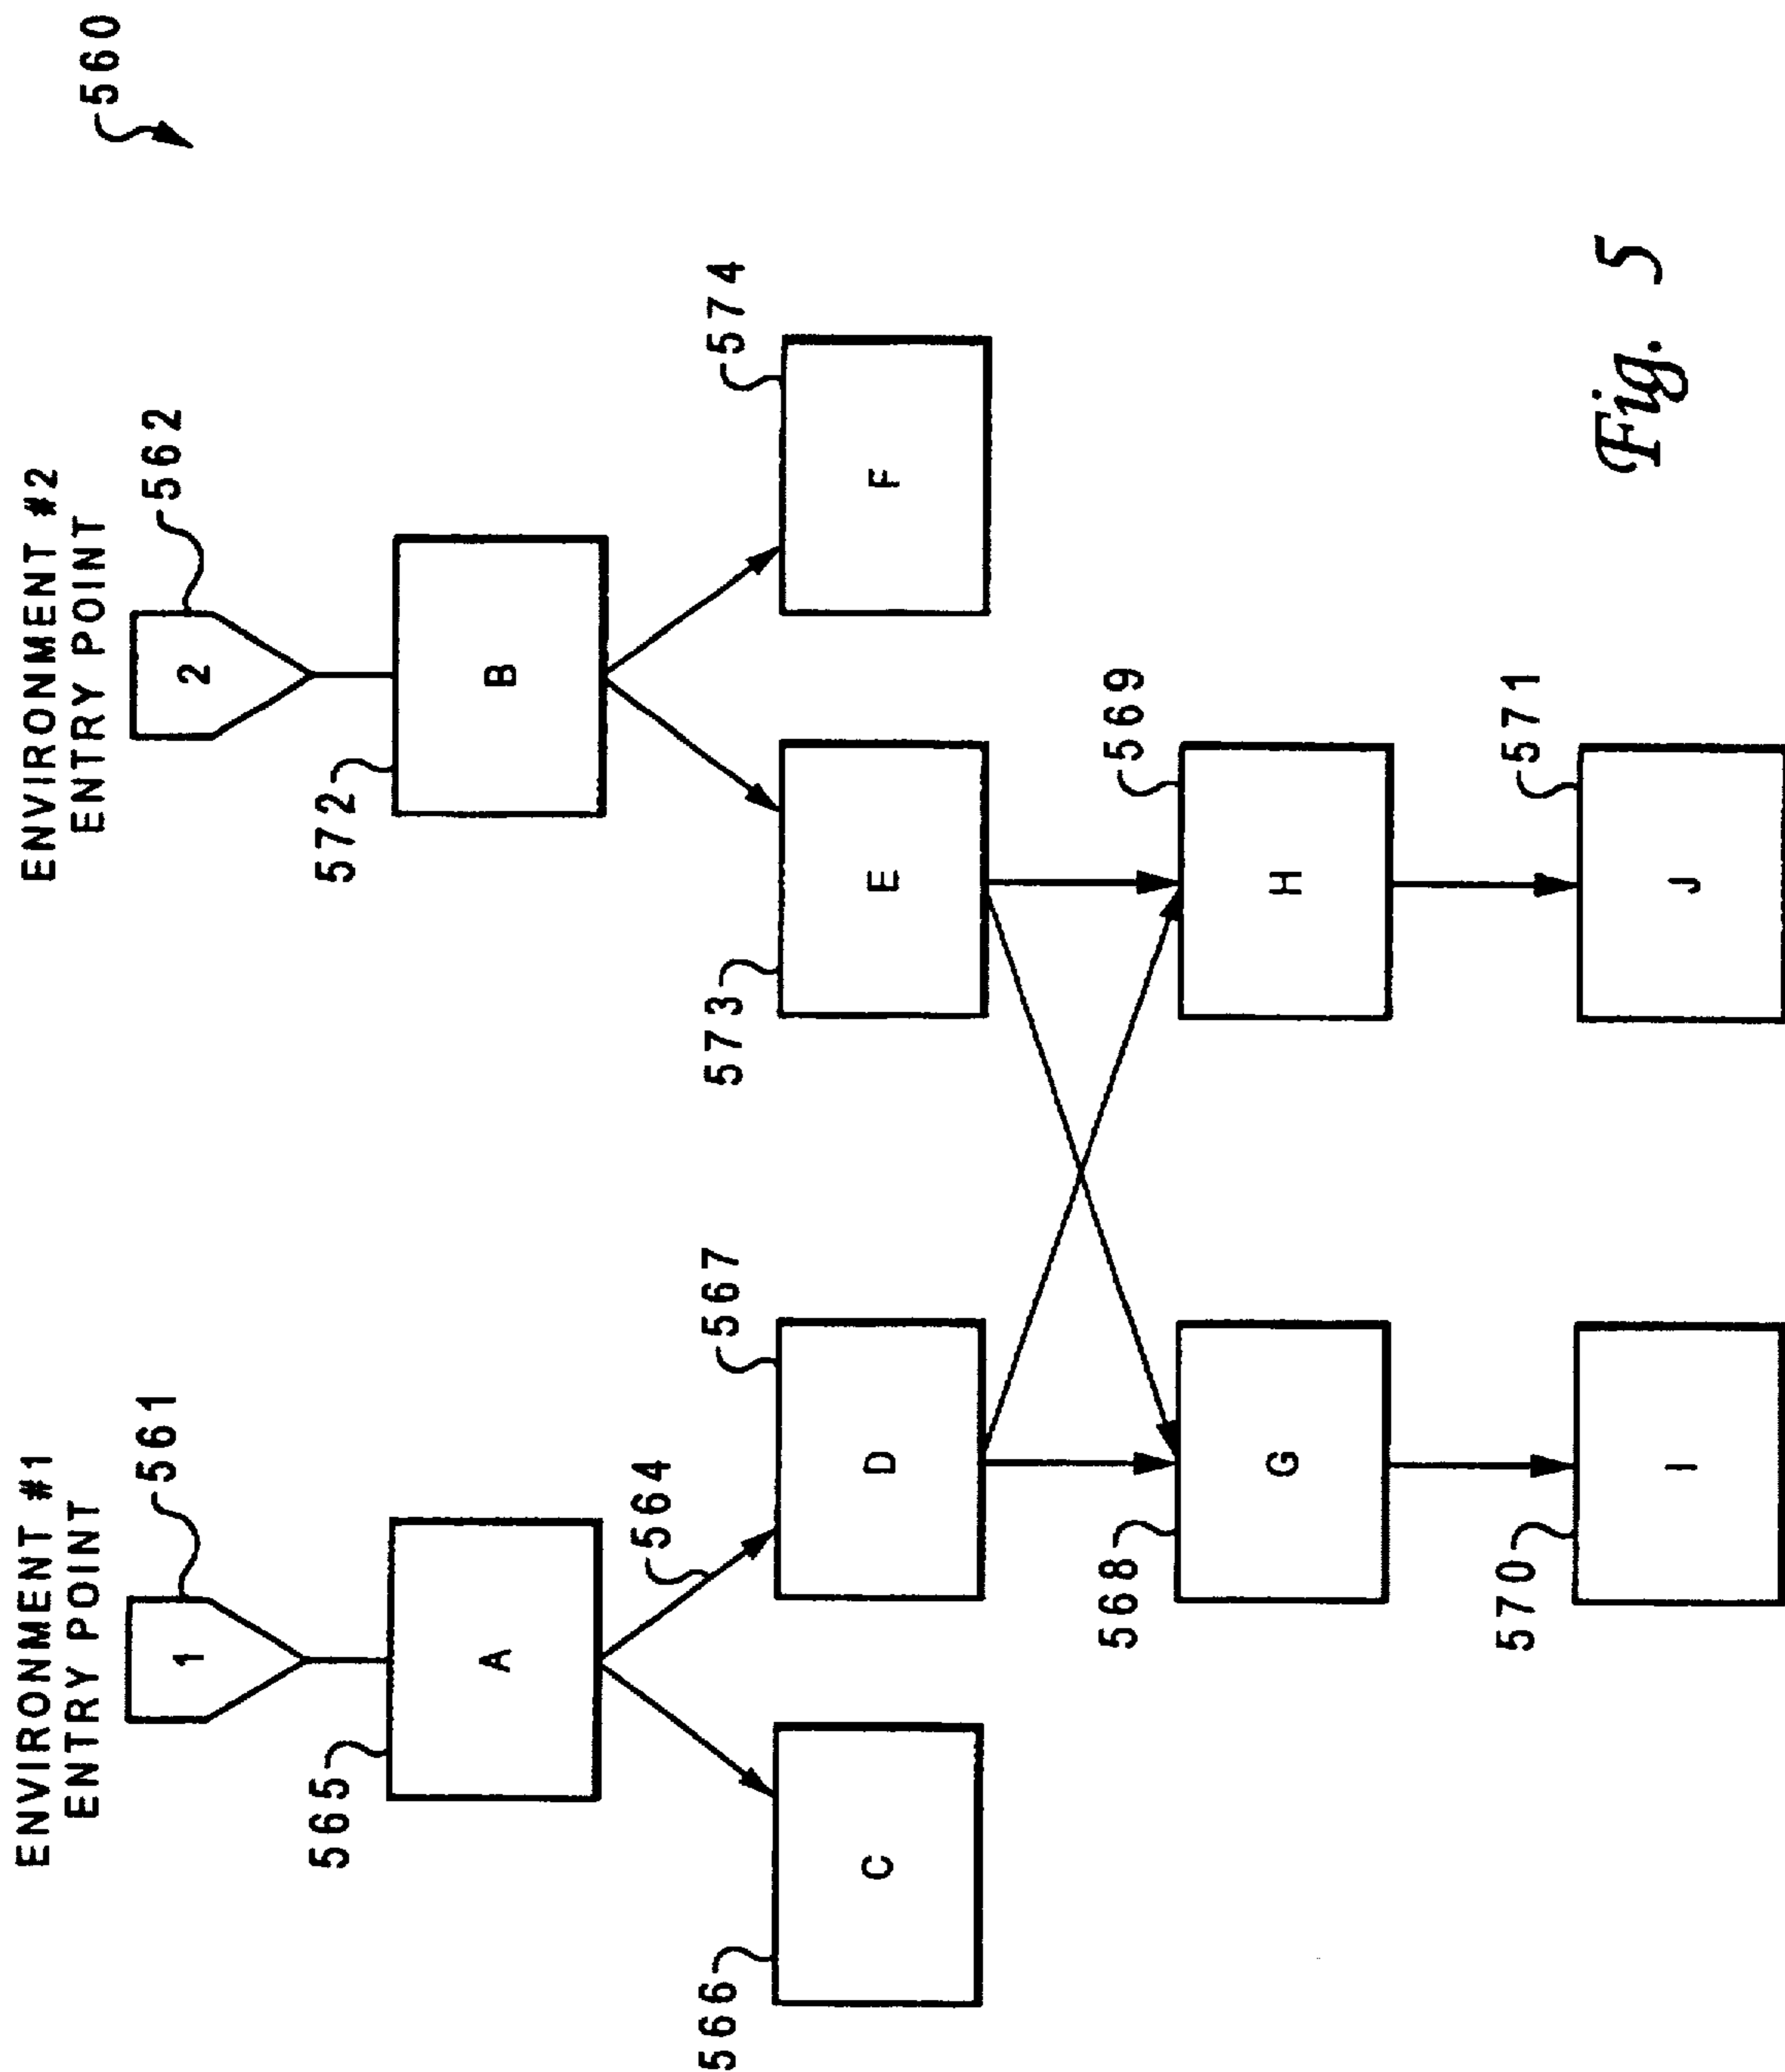 560
ENVIRONMENT #1
ENTRY POINT
ENVIRONMENT #2
ENTRY POINT
1
561
2
562
565
A
572
B
564
566
C
567
D
573
E
574
F
568
G
569
H
570
I
571
J
Fig. 5